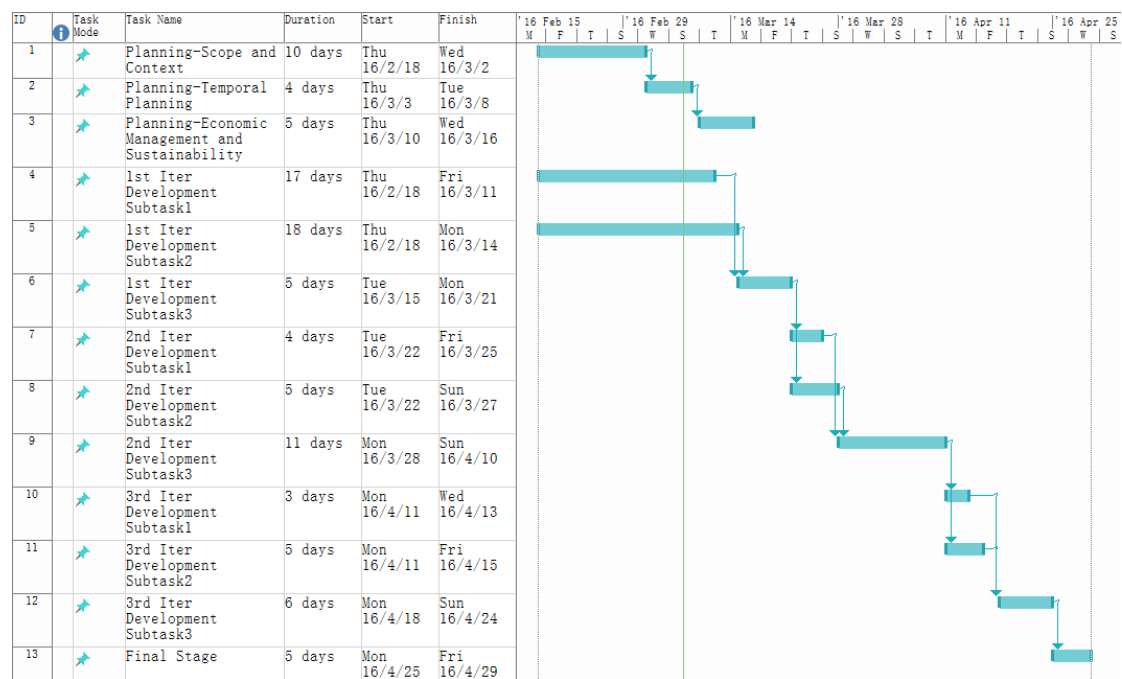 ID Task Mode Task Name Duration Start Finish '16 Feb 15 '16 Feb 29 '16 Mar 14 '16 Mar 28 '16 Apr 11 '16 Apr 25
M F T S W S T M F T S W S T M F T S W S
1 Planning-Scope and 10 days Thu Wed
Context 16/2/18 16/3/2
2 Planning-Temporal 4 days Thu Tue
Planning 16/3/3 16/3/8
3 Planning-Economic 5 days Thu Wed
Management and 16/3/10 16/3/16
Sustainability
4 1st Iter 17 days Thu Fri
Development 16/2/18 16/3/11
Subtask1
5 1st Iter 18 days Thu Mon
Development 16/2/18 16/3/14
Subtask2
6 1st Iter 5 days Tue Mon
Development 16/3/15 16/3/21
Subtask3
7 2nd Iter 4 days Tue Fri
Development 16/3/22 16/3/25
Subtask1
8 2nd Iter 5 days Tue Sun
Development 16/3/22 16/3/27
Subtask2
9 2nd Iter 11 days Mon Sun
Development 16/3/28 16/4/10
Subtask3
10 3rd Iter 3 days Mon Wed
Development 16/4/11 16/4/13
Subtask1
11 3rd Iter 5 days Mon Fri
Development 16/4/11 16/4/15
Subtask2
12 3rd Iter 6 days Mon Sun
Development 16/4/18 16/4/24
Subtask3
13 Final Stage 5 days Mon Fri
16/4/25 16/4/29